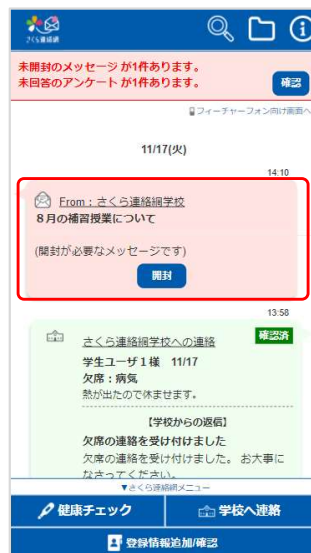 さくら連絡網
未開封のメッセージ が1件あります。
未回答のアンケート が1件あります。
確認
フィーチャーフォン向け画面へ
11/17(火)
14:10
From：さくら連絡網学校
８月の補習授業について
(開封が必要なメッセージです)
開封
13:58
さくら連絡網学校への連絡
確認済
学生ユーザ１様 11/17
欠席：病気
熱が出たので休ませます。
【学校からの返信】
欠席の連絡を受け付けました
欠席の連絡を受け付けました。 お大事に
なさってください。
▼さくら連絡網メニュー
健康チェック
学校へ連絡
登録情報追加/確認